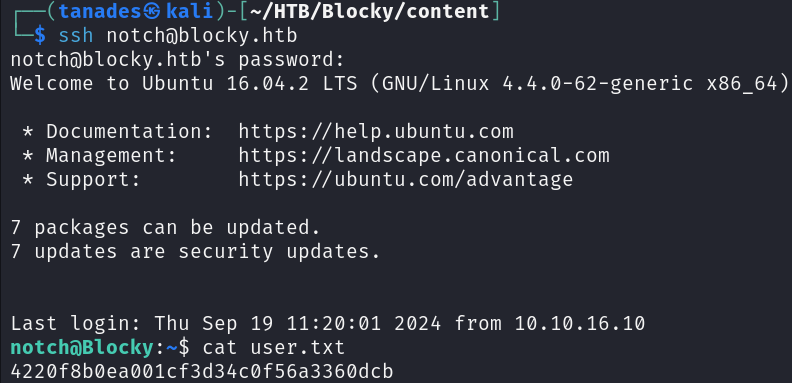 ┌──(tanades㉿kali)-[~/HTB/Blocky/content]
└─$ ssh notch@blocky.htb
notch@blocky.htb's password:
Welcome to Ubuntu 16.04.2 LTS (GNU/Linux 4.4.0-62-generic x86_64)
* Documentation:  https://help.ubuntu.com
* Management:     https://landscape.canonical.com
* Support:        https://ubuntu.com/advantage
7 packages can be updated.
7 updates are security updates.
Last login: Thu Sep 19 11:20:01 2024 from 10.10.16.10
notch@Blocky:~$ cat user.txt
4220f8b0ea001cf3d34c0f56a3360dcb